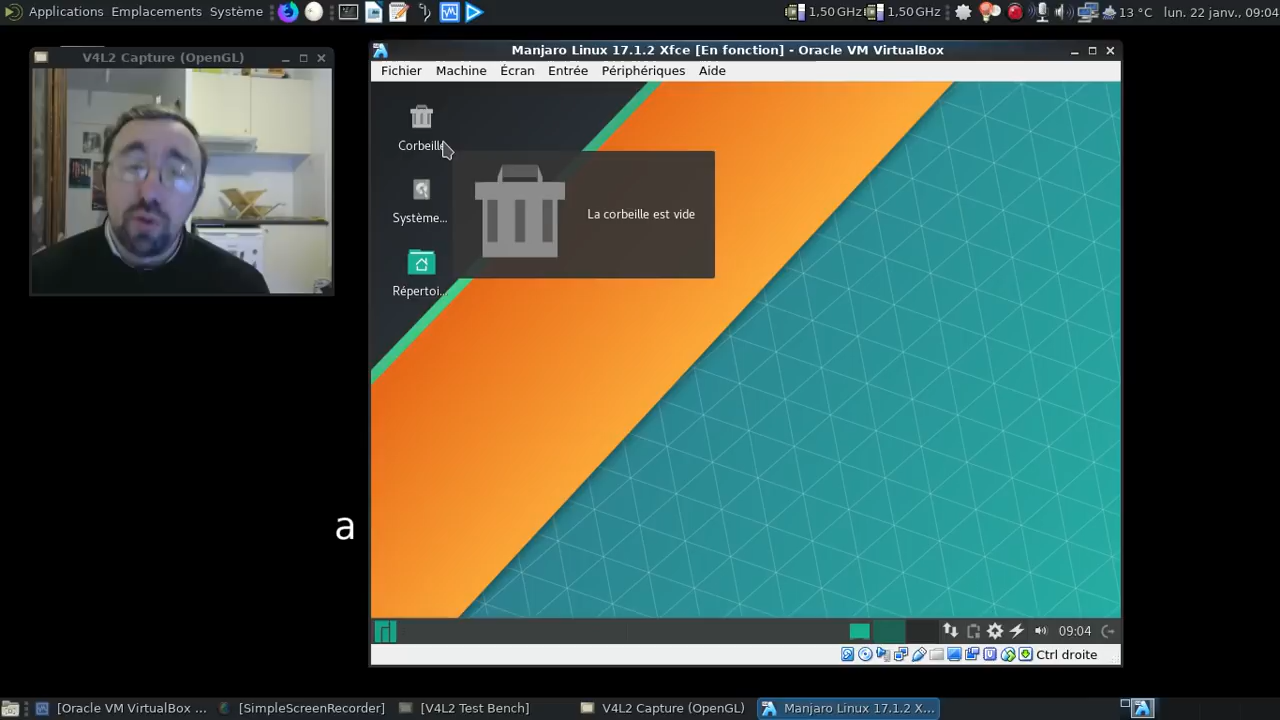 Applications Emplacements Système
1,50 GHz 1,50 GHz 13 °C lun. 22 janv., 09:04
V4L2 Capture (OpenGL)
Manjaro Linux 17.1.2 Xfce [En fonction] - Oracle VM VirtualBox
Fichier Machine Écran Entrée Périphériques Aide
Corbeille
La corbeille est vide
Système...
Répertoi...
a
09:04
Ctrl droite
[Oracle VM VirtualBox ... [SimpleScreenRecorder] [V4L2 Test Bench] V4L2 Capture (OpenGL) Manjaro Linux 17.1.2 X...